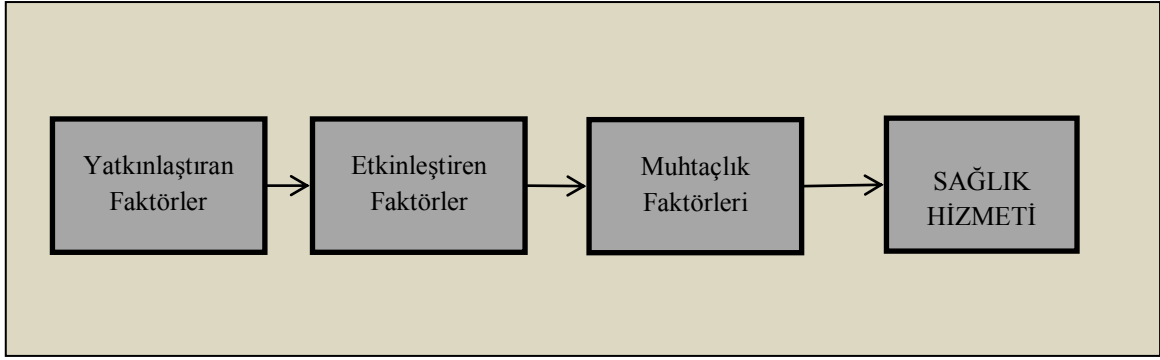 Yatkınlaştıran
Faktörler
Etkinleştiren
Faktörler
Muhtaçlık
Faktörleri
SAĞLIK
HİZMETİ